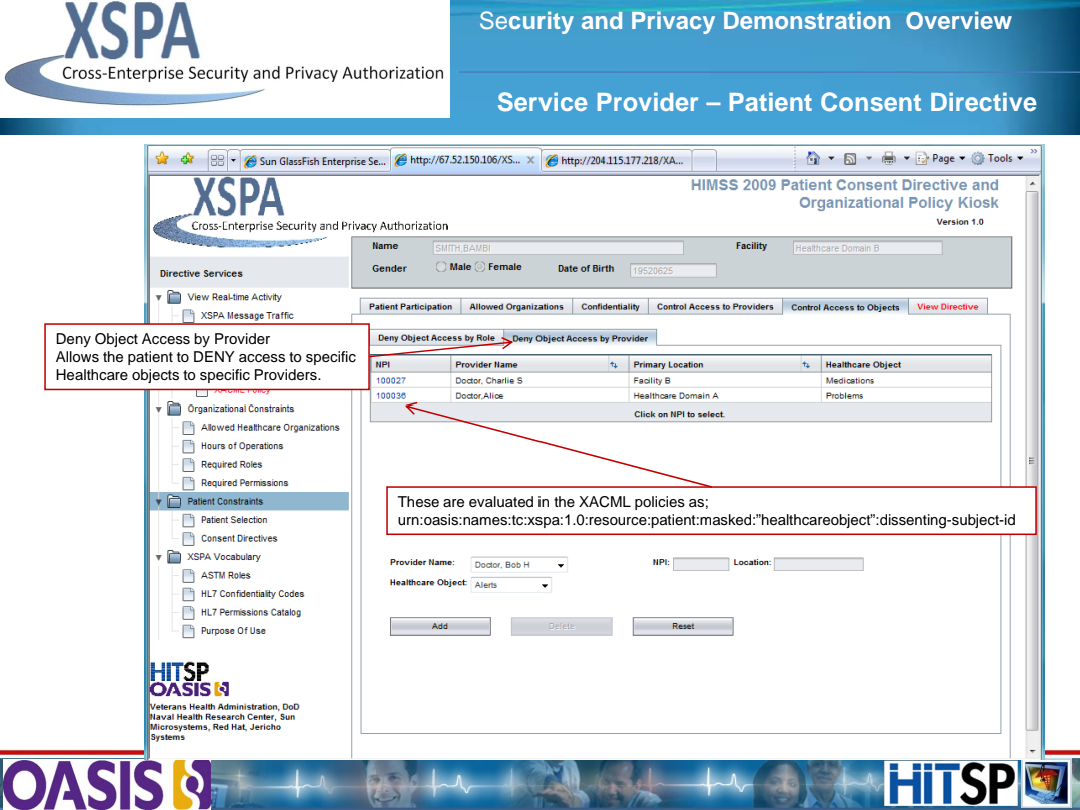 XSPA
Cross-Enterprise Security and Privacy Authorization
Security and Privacy Demonstration Overview
Service Provider – Patient Consent Directive
Sun GlassFish Enterprise Se...
http://67.52.150.106/XS...
http://204.115.177.218/XA...
Page
Tools
XSPA
Cross-Enterprise Security and Privacy Authorization
HIMSS 2009 Patient Consent Directive and
Organizational Policy Kiosk
Version 1.0
Name
SMITH,BAMBI
Facility
Healthcare Domain B
Gender
Male
Female
Date of Birth
19520625
Directive Services
View Real-time Activity
XSPA Message Traffic
XACML Policy
Organizational Constraints
Allowed Healthcare Organizations
Hours of Operations
Required Roles
Required Permissions
Patient Constraints
Patient Selection
Consent Directives
XSPA Vocabulary
ASTM Roles
HL7 Confidentiality Codes
HL7 Permissions Catalog
Purpose Of Use
HITSP
OASIS
Veterans Health Administration, DoD
Naval Health Research Center, Sun
Microsystems, Red Hat, Jericho
Systems
Patient Participation
Allowed Organizations
Confidentiality
Control Access to Providers
Control Access to Objects
View Directive
Deny Object Access by Role
Deny Object Access by Provider
Deny Object Access by Provider
Allows the patient to DENY access to specific
Healthcare objects to specific Providers.
NPI Provider Name Primary Location Healthcare Object
100027 Doctor, Charlie S Facility B Medications
100036 Doctor,Alice Healthcare Domain A Problems
Click on NPI to select.
These are evaluated in the XACML policies as;
urn:oasis:names:tc:xspa:1.0:resource:patient:masked:”healthcareobject”:dissenting-subject-id
Provider Name: Doctor, Bob H
NPI:
Location:
Healthcare Object: Alerts
Add
Delete
Reset
OASIS
HITSP